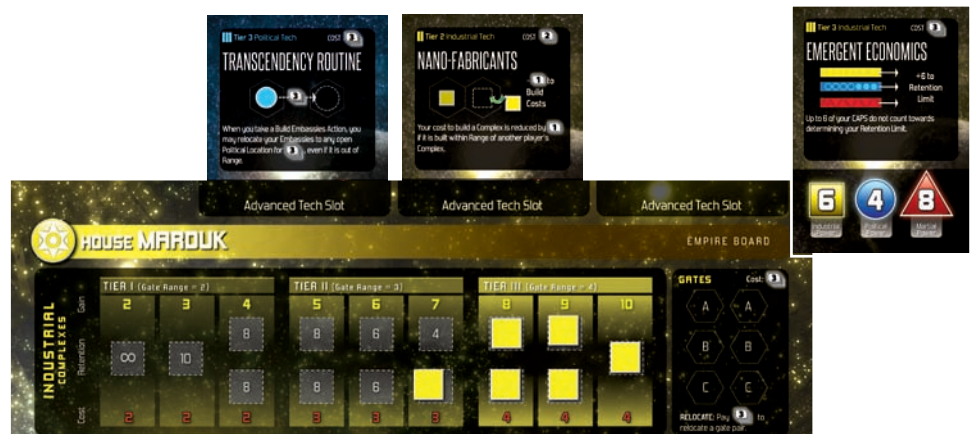 Tier 3 Political Tech COST 3
TRANSCENDENCY ROUTINE
3
When you take a Build Embassies Action, you
may relocate your Embassies to any open
Political Location for 3, even if it is out of
Range.
Tier 2 Industrial Tech COST 2
NANO-FABRICANTS
-1 to
Build
Costs
Your cost to build a Complex is reduced by 1
if it is built within Range of another player's
Complex.
Tier 3 Industrial Tech COST 3
EMERGENT ECONOMICS
+6 to
Retention
Limit
Up to 6 of your CAPS do not count towards
determining your Retention Limit.
6 4 8
Industrial Power Political Power Martial Power
Advanced Tech Slot Advanced Tech Slot Advanced Tech Slot
HOUSE MARDUK EMPIRE BOARD
INDUSTRIAL
COMPLEXES
Gain Retention Cost
TIER I (Gate Range = 2) TIER II (Gate Range = 3) TIER III (Gate Range = 4)
2 3 4 5 6 7 8 9 10
8 8 6 4
∞ 10
8 8 6
2 2 2 3 3 3 4 4 4
GATES Cost: 3
A A
B B
C C
RELOCATE: Pay 3 to
relocate a gate pair.